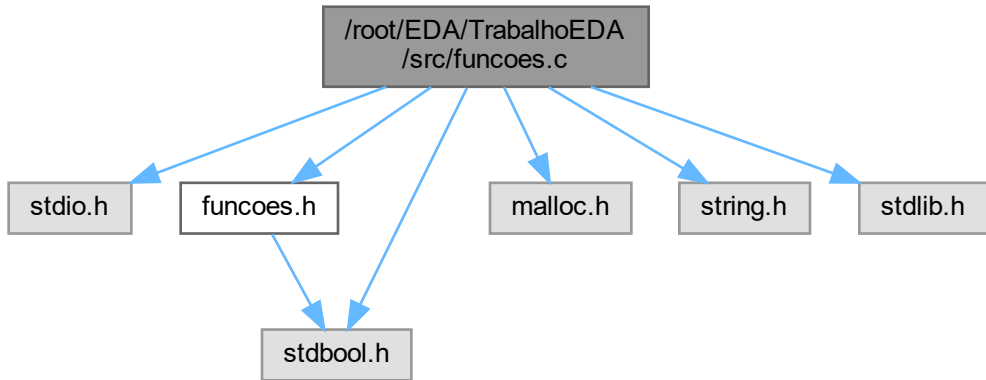 /root/EDA/TrabalhoEDA
/src/funcoes.c
stdio.h
funcoes.h
malloc.h
string.h
stdlib.h
stdbool.h